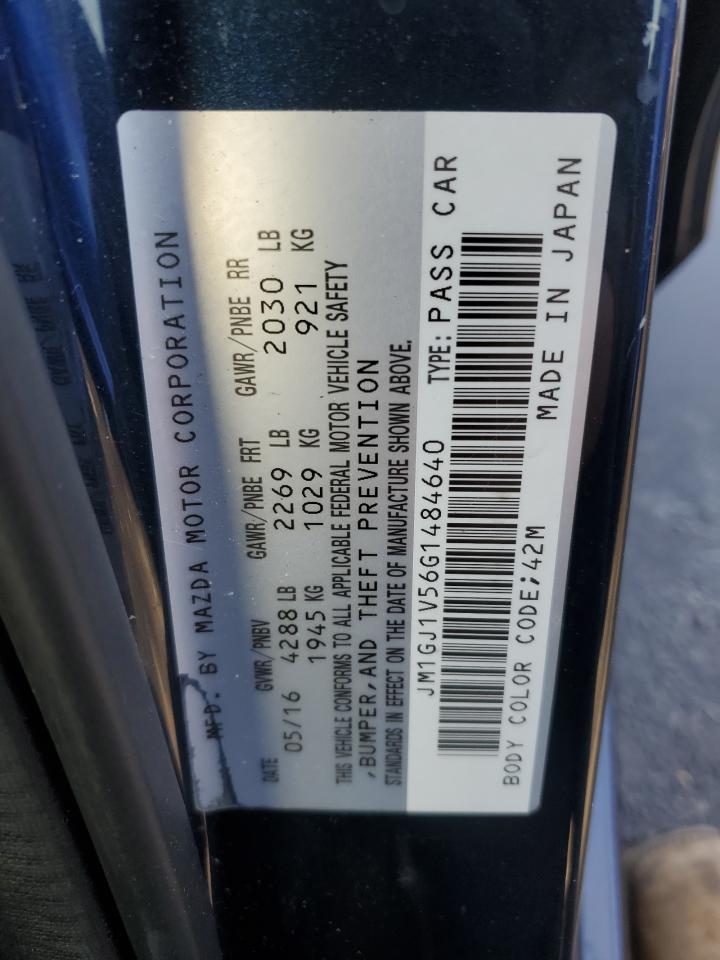 MFD. BY MAZDA MOTOR CORPORATION
DATE GVWR/PNBV GAWR/PNBE FRT GAWR/PNBE RR
05/16 4288 LB 2269 LB 2030 LB
1945 KG 1029 KG 921 KG
THIS VEHICLE CONFORMS TO ALL APPLICABLE FEDERAL MOTOR VEHICLE SAFETY
,BUMPER,AND THEFT PREVENTION
STANDARDS IN EFFECT ON THE DATE OF MANUFACTURE SHOWN ABOVE.
JM1GJ1V56G1484640 TYPE: PASS CAR
BODY COLOR CODE;42M MADE IN JAPAN